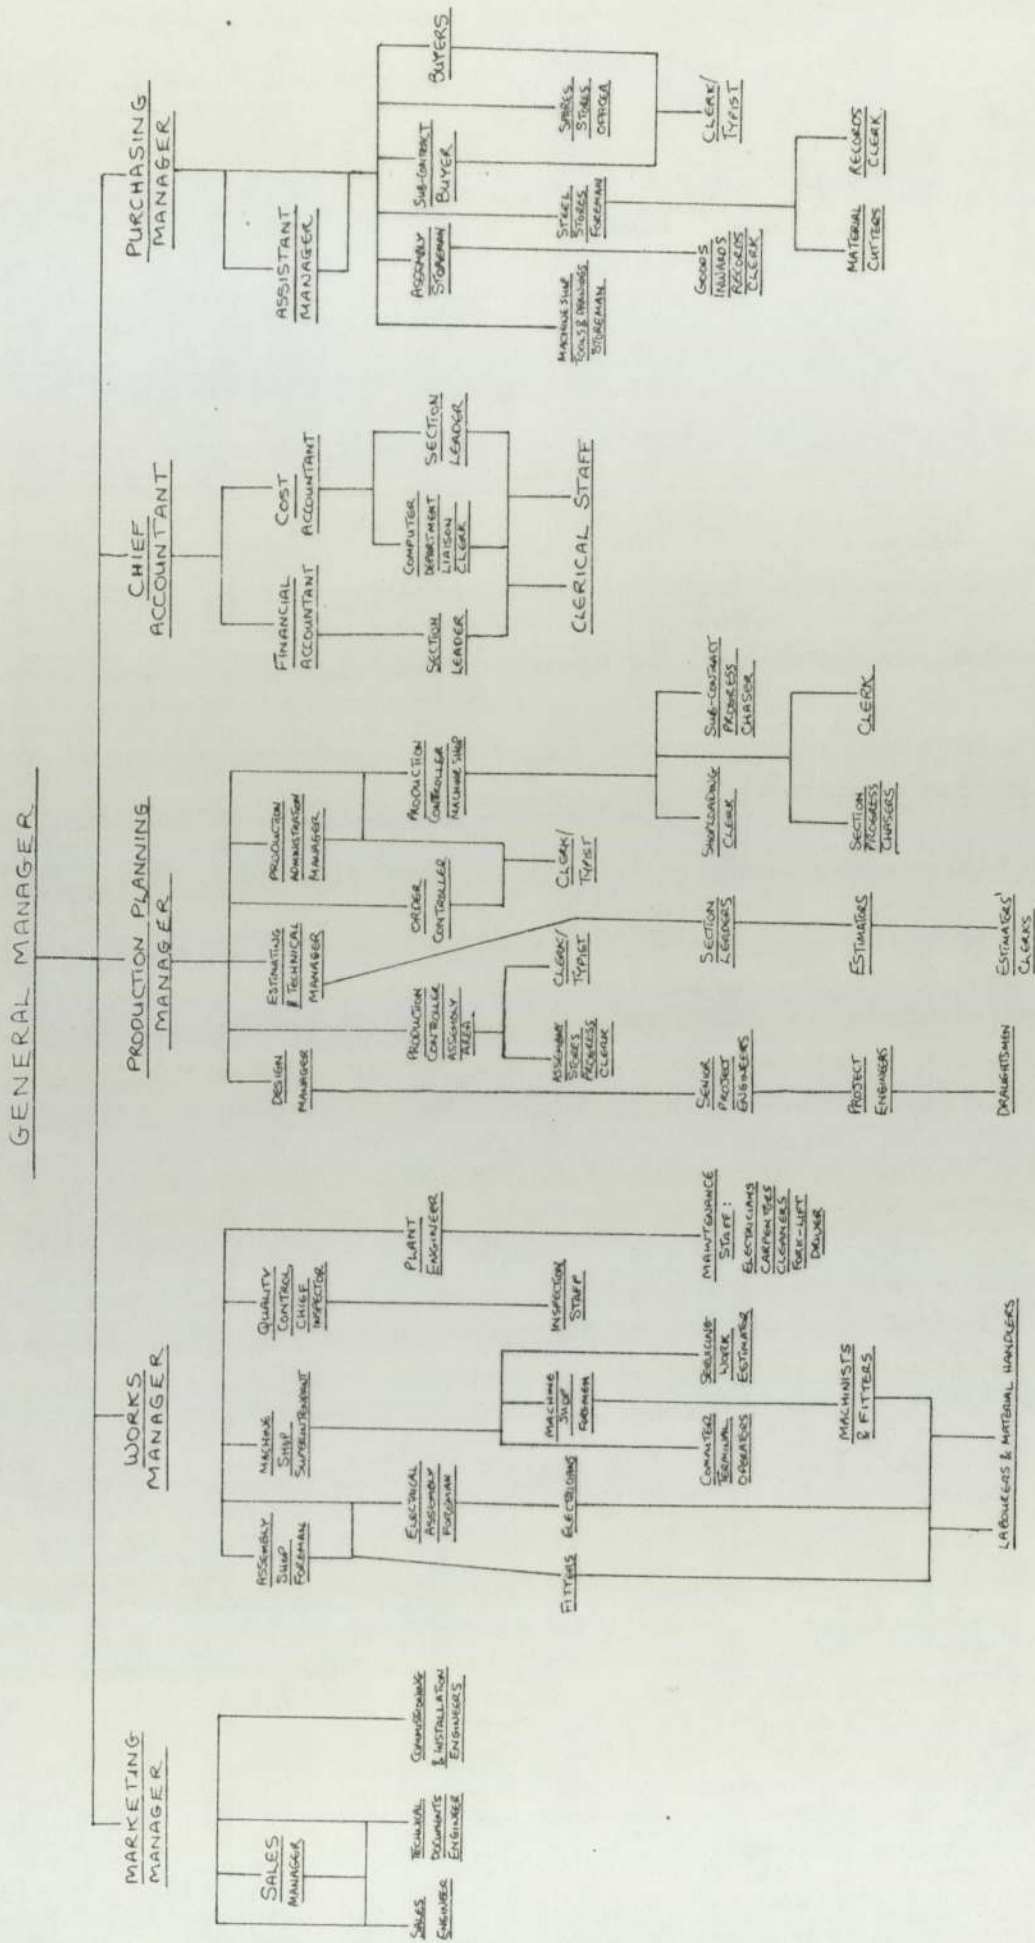 GENERAL MANAGER
MARKETING
MANAGER
WORKS
MANAGER
PRODUCTION PLANNING
MANAGER
CHIEF
ACCOUNTANT
PURCHASING
MANAGER
SALES
MANAGER
SALES
ENGINEER
TECHNICAL
DOCUMENTS
ENGINEER
COMMISSIONING
& INSTALLATION
ENGINEERS
ASSEMBLY
SHOP
FOREMAN
MACHINE
SHOP
SUPERINTENDANT
QUALITY
CONTROL
CHIEF
INSPECTOR
ELECTRICAL
ASSEMBLY
FOREMAN
PLANT
ENGINEER
FITTERS
ELECTRICIANS
MACHINE
SHOP
FOREMEN
INSPECTION
STAFF
COMPUTER
TERMINAL
OPERATORS
SERVICING
WORK
ESTIMATER
MAINTENANCE
STAFF:
ELECTRICIANS
CARPENTERS
CLEANERS
FORK-LIFT
DRIVER
MACHINISTS
& FITTERS
LABOURERS & MATERIAL HANDLERS
DESIGN
MANAGER
ESTIMATING
& TECHNICAL
MANAGER
PRODUCTION
ADMINISTRATION
MANAGER
PRODUCTION
CONTROLLER
ASSEMBLY
AREA
ORDER
CONTROLLER
PRODUCTION
CONTROLLER
MACHINE SHOP
ASSEMBLY
STORES
PROGRESS
CLERK
CLERK/
TYPIST
CLERK/
TYPIST
SENIOR
PROJECT
ENGINEERS
SECTION
LEADERS
SHOPLOADING
CLERK
SUB-CONTRACT
PROGRESS
CHASER
PROJECT
ENGINEERS
ESTIMATORS
SECTION
PROGRESS
CHASERS
CLERK
DRAUGHTSMEN
ESTIMATORS'
CLERKS
FINANCIAL
ACCOUNTANT
COST
ACCOUNTANT
SECTION
LEADER
COMPUTER
DEPARTMENT
LIAISON
CLERK
SECTION
LEADER
CLERICAL STAFF
ASSISTANT
MANAGER
ASSEMBLY
STOREMAN
SUB-CONTRACT
BUYER
BUYERS
MACHINE SHOP
TOOLS & DRAWINGS
STOREMAN
STEEL
STORES
FOREMAN
SPARES
STORES
OFFICER
GOODS
INWARDS
RECORDS
CLERK
CLERK/
TYPIST
MATERIAL
CUTTERS
RECORDS
CLERK